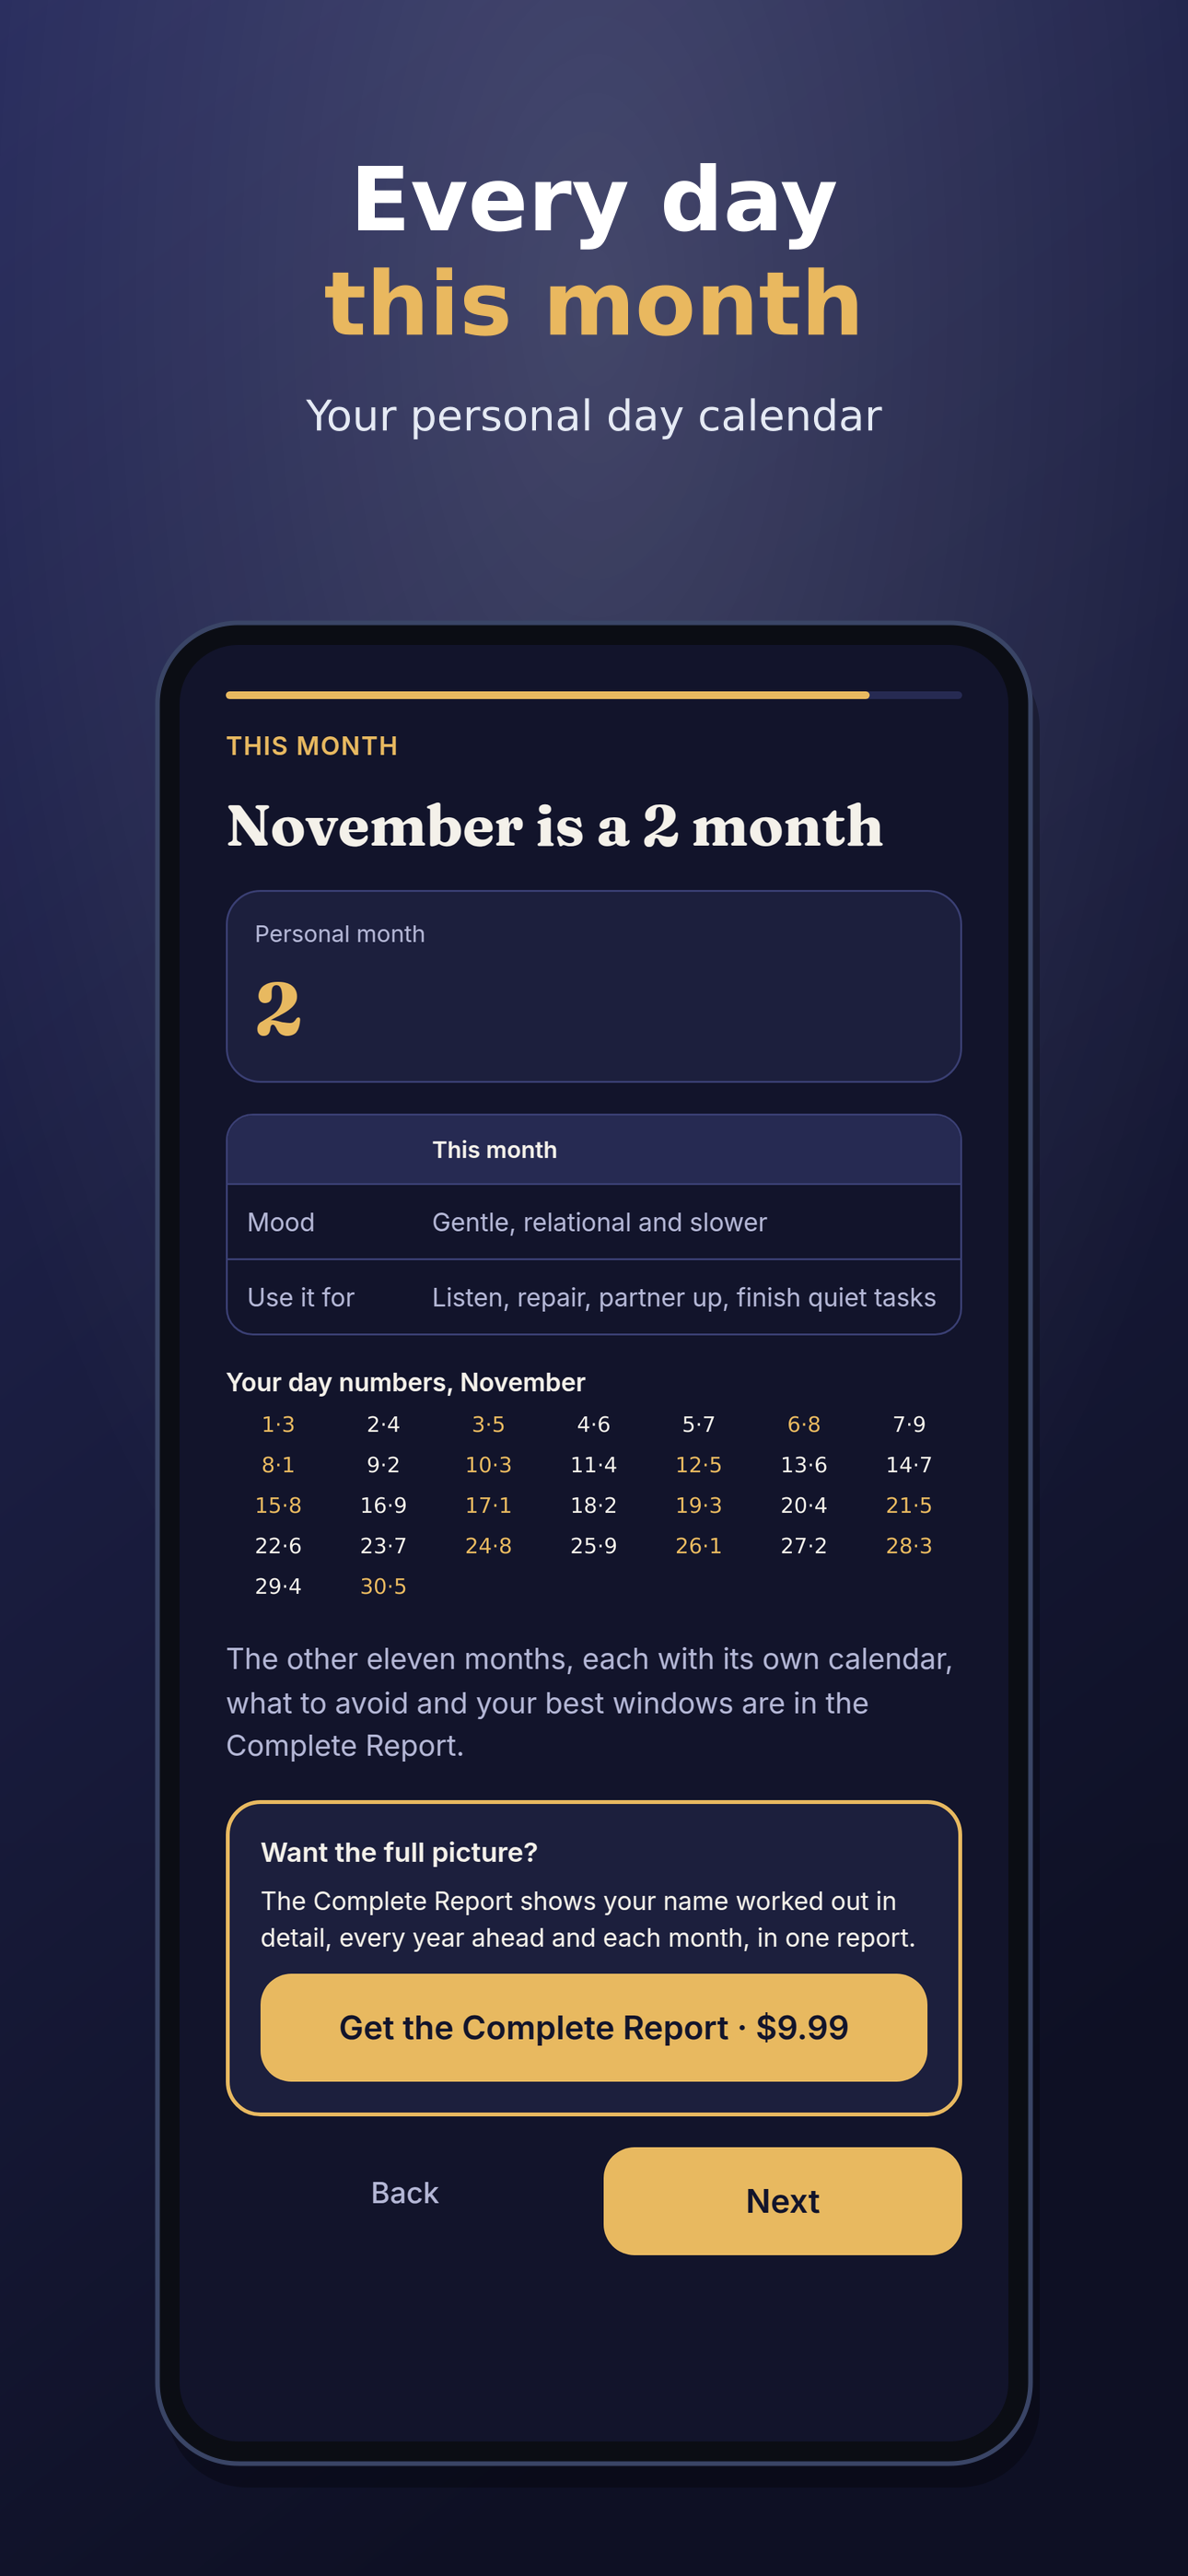 Every day
this month
Your personal day calendar
THIS MONTH
November is a 2 month
Personal month
2
This month
Mood Gentle, relational and slower
Use it for Listen, repair, partner up, finish quiet tasks
Your day numbers, November
1·3 2·4 3·5 4·6 5·7 6·8 7·9
8·1 9·2 10·3 11·4 12·5 13·6 14·7
15·8 16·9 17·1 18·2 19·3 20·4 21·5
22·6 23·7 24·8 25·9 26·1 27·2 28·3
29·4 30·5
The other eleven months, each with its own calendar,
what to avoid and your best windows are in the
Complete Report.
Want the full picture?
The Complete Report shows your name worked out in
detail, every year ahead and each month, in one report.
Get the Complete Report · $9.99
Back Next